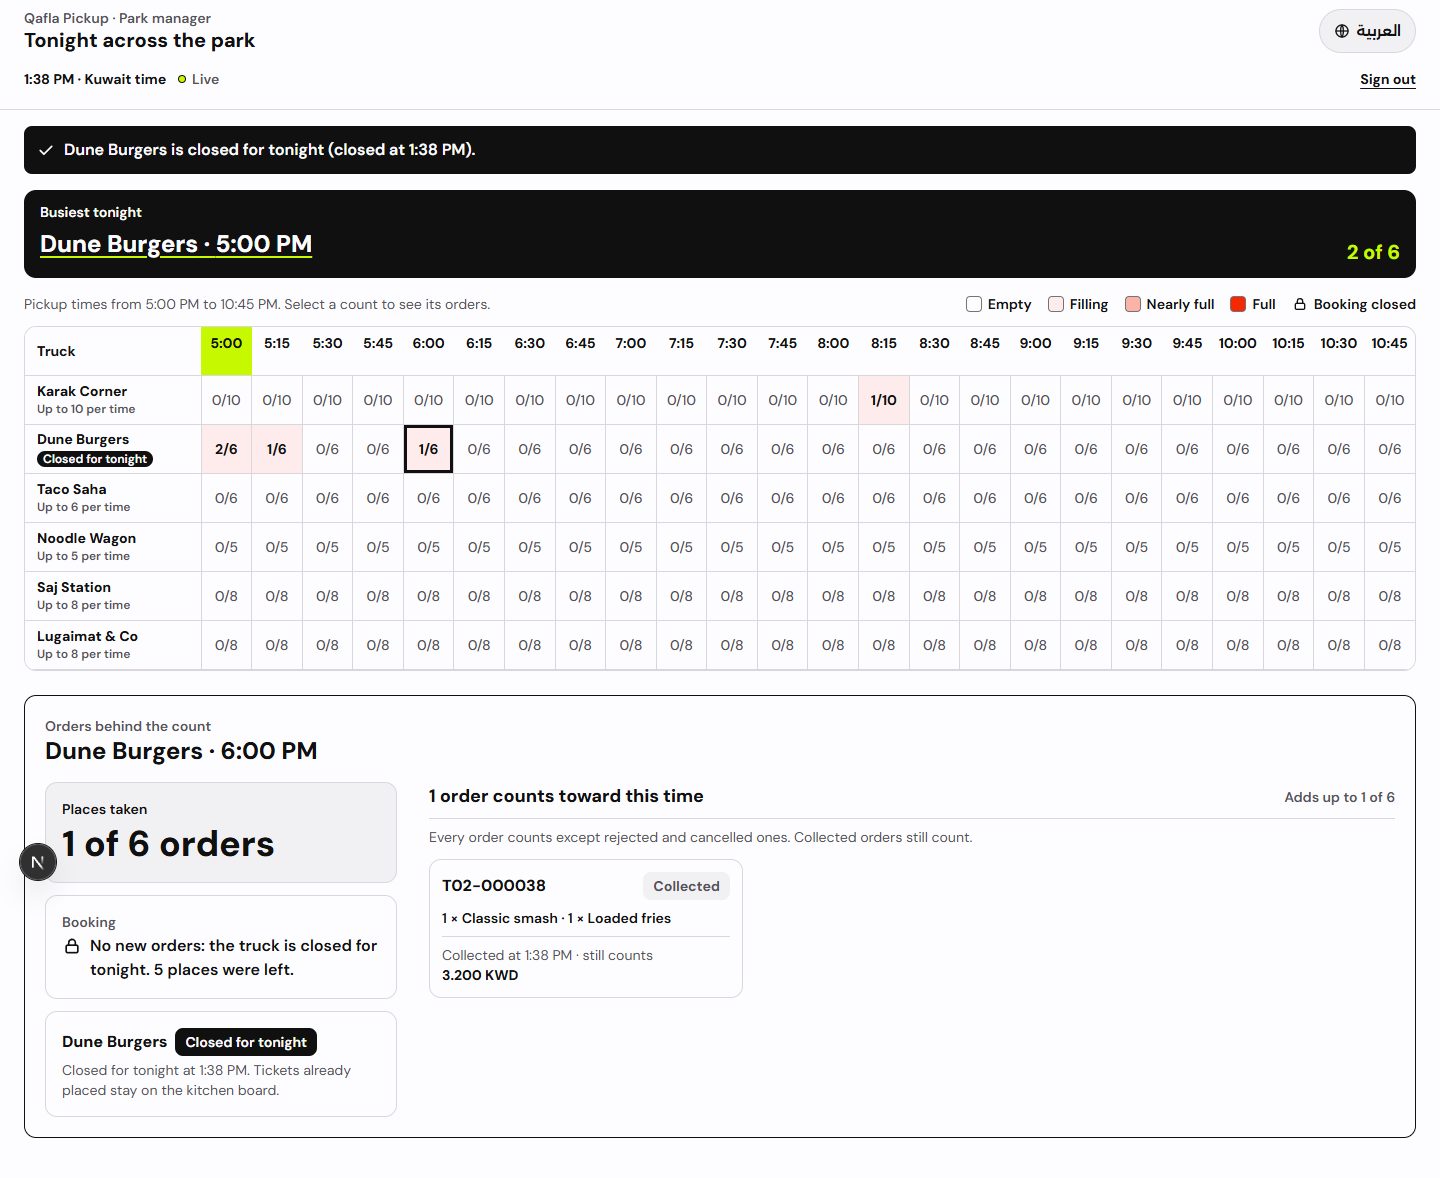 Qafla Pickup · Park manager
العربية
Tonight across the park
1:38 PM · Kuwait time Live
Sign out
Dune Burgers is closed for tonight (closed at 1:38 PM).
Busiest tonight
Dune Burgers · 5:00 PM
2 of 6
Pickup times from 5:00 PM to 10:45 PM. Select a count to see its orders.
Empty Filling Nearly full Full Booking closed
Truck 5:00 5:15 5:30 5:45 6:00 6:15 6:30 6:45 7:00 7:15 7:30 7:45 8:00 8:15 8:30 8:45 9:00 9:15 9:30 9:45 10:00 10:15 10:30 10:45
Karak Corner
Up to 10 per time
0/10 0/10 0/10 0/10 0/10 0/10 0/10 0/10 0/10 0/10 0/10 0/10 0/10 1/10 0/10 0/10 0/10 0/10 0/10 0/10 0/10 0/10 0/10 0/10
Dune Burgers
Closed for tonight
2/6 1/6 0/6 0/6 1/6 0/6 0/6 0/6 0/6 0/6 0/6 0/6 0/6 0/6 0/6 0/6 0/6 0/6 0/6 0/6 0/6 0/6 0/6 0/6
Taco Saha
Up to 6 per time
0/6 0/6 0/6 0/6 0/6 0/6 0/6 0/6 0/6 0/6 0/6 0/6 0/6 0/6 0/6 0/6 0/6 0/6 0/6 0/6 0/6 0/6 0/6 0/6
Noodle Wagon
Up to 5 per time
0/5 0/5 0/5 0/5 0/5 0/5 0/5 0/5 0/5 0/5 0/5 0/5 0/5 0/5 0/5 0/5 0/5 0/5 0/5 0/5 0/5 0/5 0/5 0/5
Saj Station
Up to 8 per time
0/8 0/8 0/8 0/8 0/8 0/8 0/8 0/8 0/8 0/8 0/8 0/8 0/8 0/8 0/8 0/8 0/8 0/8 0/8 0/8 0/8 0/8 0/8 0/8
Lugaimat & Co
Up to 8 per time
0/8 0/8 0/8 0/8 0/8 0/8 0/8 0/8 0/8 0/8 0/8 0/8 0/8 0/8 0/8 0/8 0/8 0/8 0/8 0/8 0/8 0/8 0/8 0/8
Orders behind the count
Dune Burgers · 6:00 PM
Places taken
1 of 6 orders
N
Booking
No new orders: the truck is closed for
tonight. 5 places were left.
Dune Burgers Closed for tonight
Closed for tonight at 1:38 PM. Tickets already
placed stay on the kitchen board.
1 order counts toward this time
Adds up to 1 of 6
Every order counts except rejected and cancelled ones. Collected orders still count.
T02-000038 Collected
1 × Classic smash · 1 × Loaded fries
Collected at 1:38 PM · still counts
3.200 KWD